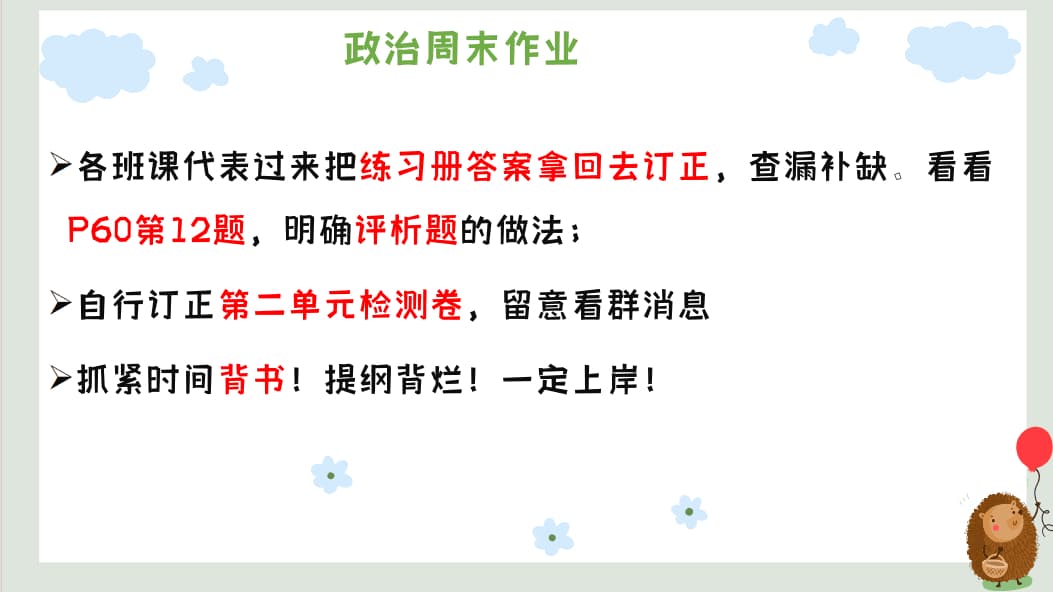 政治周末作业
➢各班课代表过来把练习册答案拿回去订正，查漏补缺。看看
P60第12题，明确评析题的做法；
➢自行订正第二单元检测卷，留意看群消息
➢抓紧时间背书！提纲背烂！一定上岸！